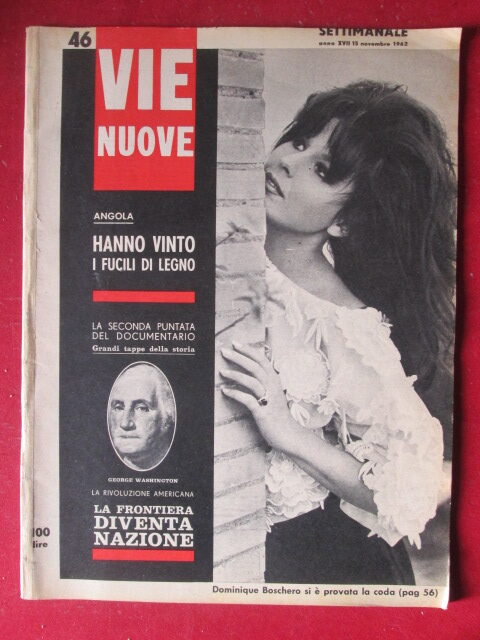 46
SETTIMANALE
anno XVII 15 novembre 1962
VIE
NUOVE
ANGOLA
HANNO VINTO
I FUCILI DI LEGNO
LA SECONDA PUNTATA
DEL DOCUMENTARIO
Grandi tappe della storia
GEORGE WASHINGTON
LA RIVOLUZIONE AMERICANA
LA FRONTIERA
DIVENTA
NAZIONE
100
lire
Dominique Boschero si è provata la coda (pag 56)